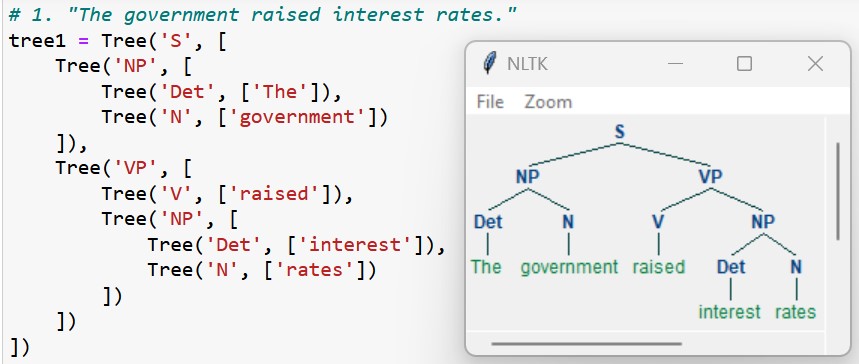 # 1. "The government raised interest rates."
tree1 = Tree('S', [
    Tree('NP', [
        Tree('Det', ['The']),
        Tree('N', ['government'])
    ]),
    Tree('VP', [
        Tree('V', ['raised']),
        Tree('NP', [
            Tree('Det', ['interest']),
            Tree('N', ['rates'])
        ])
    ])
])
NLTK
File Zoom
S
NP VP
Det N V NP
The government raised Det N
interest rates